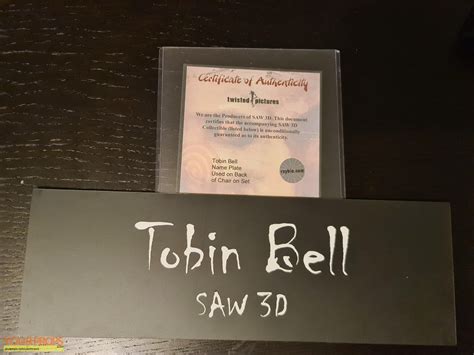 Certificate of Authenticity
twisted pictures
We are the Producers of SAW 3D. This document
certifies that the accompanying SAW 3D
Collectible (listed below) is unconditionally
guaranteed as to its authenticity.
Tobin Bell
Name Plate
Used on Back
of Chair on Set
Tobin Bell
SAW 3D